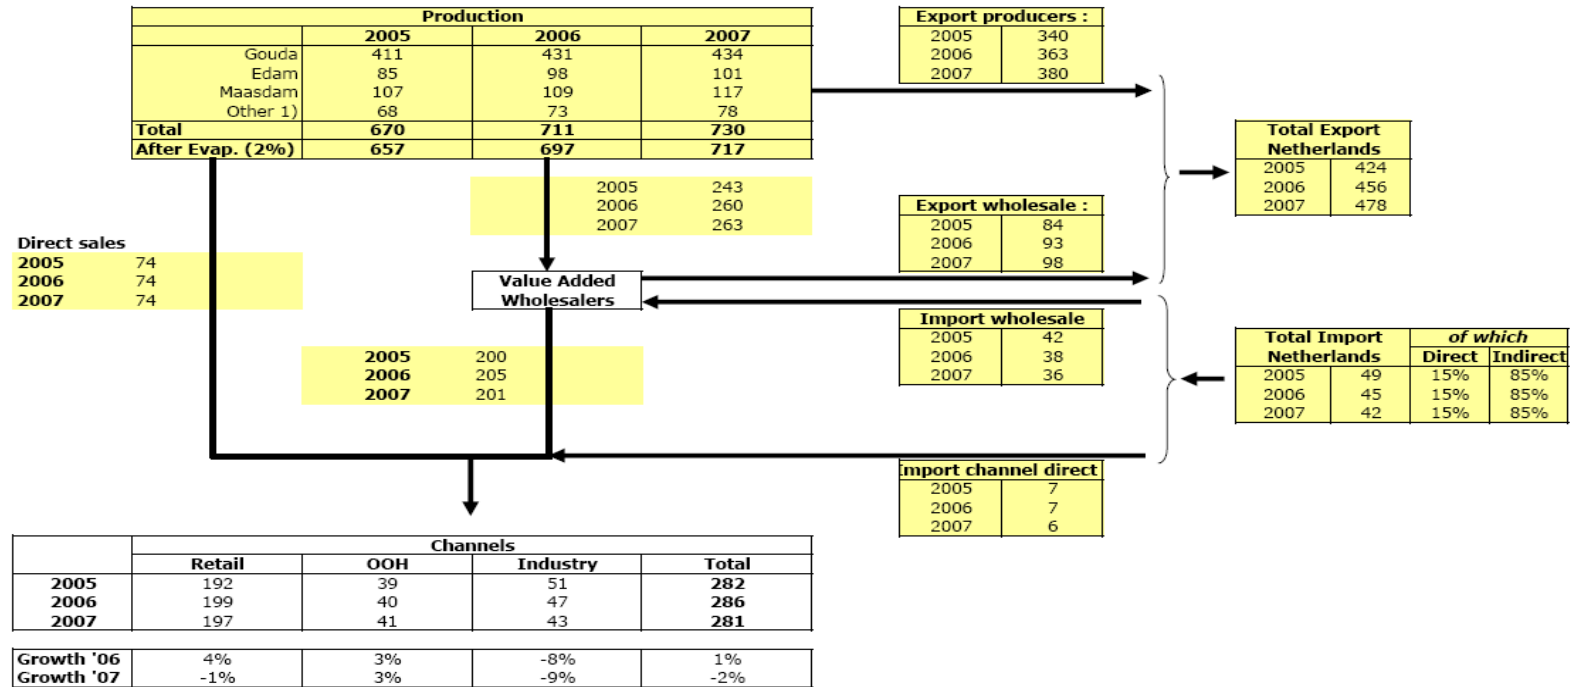 Production
2005 2006 2007
Gouda 411 431 434
Edam 85 98 101
Maasdam 107 109 117
Other 1) 68 73 78
Total 670 711 730
After Evap. (2%) 657 697 717
Export producers :
2005 340
2006 363
2007 380
Total Export
Netherlands
2005 424
2006 456
2007 478
2005 243
2006 260
2007 263
Export wholesale :
2005 84
2006 93
2007 98
Direct sales
2005 74
2006 74
2007 74
Value Added
Wholesalers
Import wholesale
2005 42
2006 38
2007 36
Total Import of which
Netherlands Direct Indirect
2005 49 15% 85%
2006 45 15% 85%
2007 42 15% 85%
2005 200
2006 205
2007 201
Import channel direct
2005 7
2006 7
2007 6
Channels
Retail OOH Industry Total
2005 192 39 51 282
2006 199 40 47 286
2007 197 41 43 281
Growth '06 4% 3% -8% 1%
Growth '07 -1% 3% -9% -2%